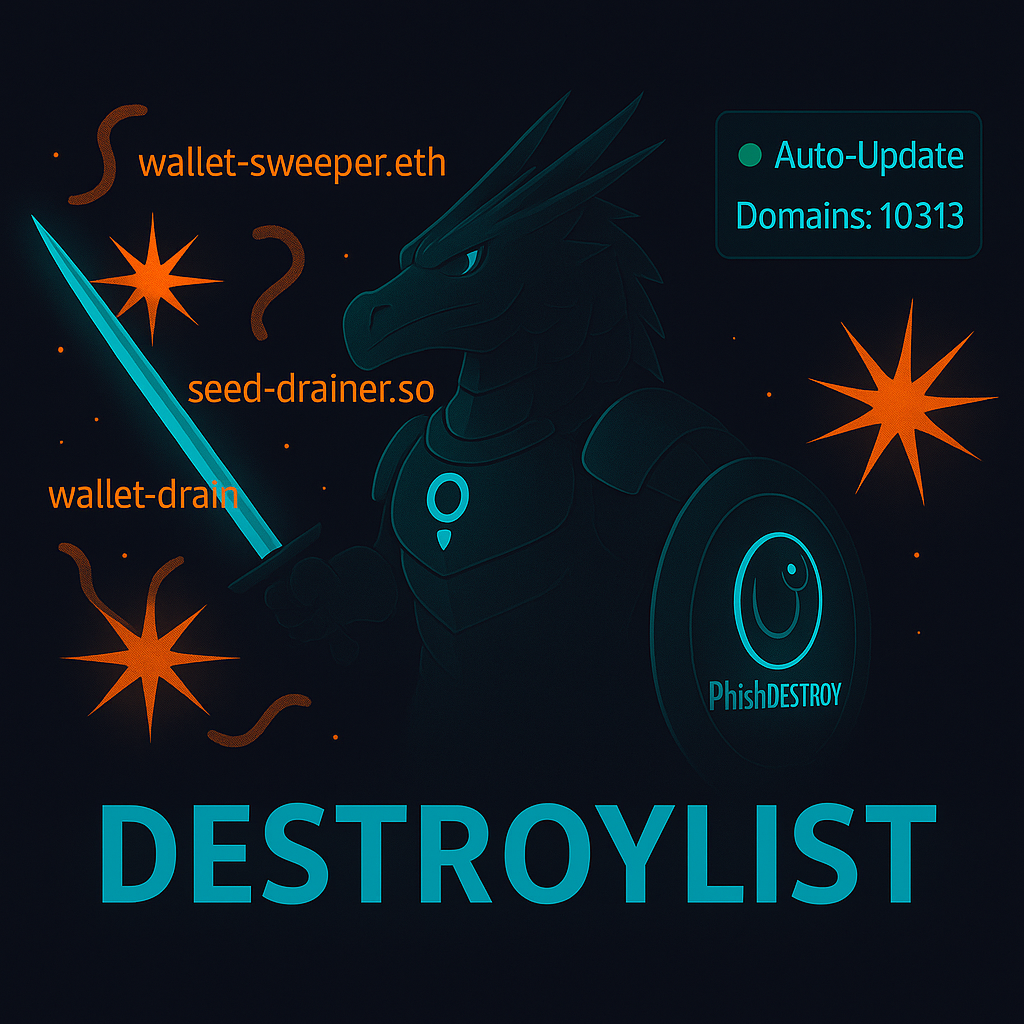 wallet-sweeper.eth
Auto-Update
Domains: 10313
seed-drainer.so
wallet-drain
PhishDESTROY
DESTROYLIST